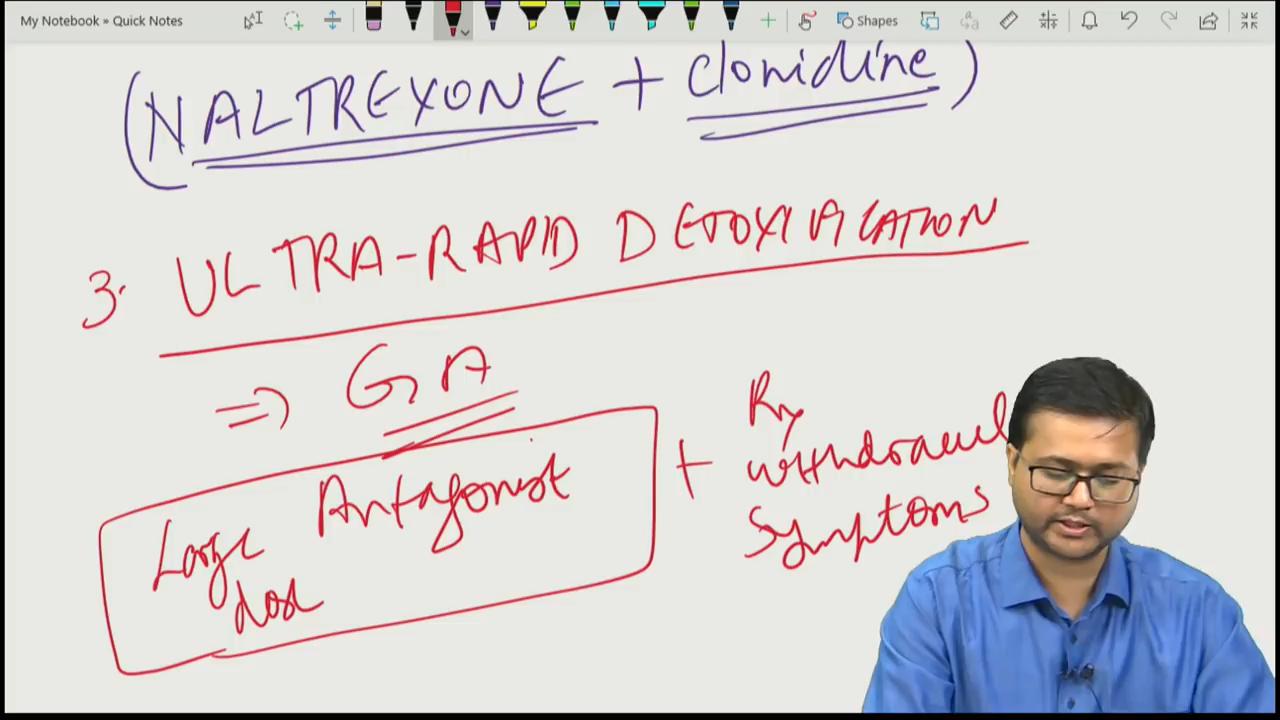 My Notebook » Quick Notes
Shapes
(NALTREXONE + Clonidine)
3. ULTRA-RAPID DETOXIFICATION
⇒ GA
Large Antagonist
dose
+ Rx
withdrawal
symptoms